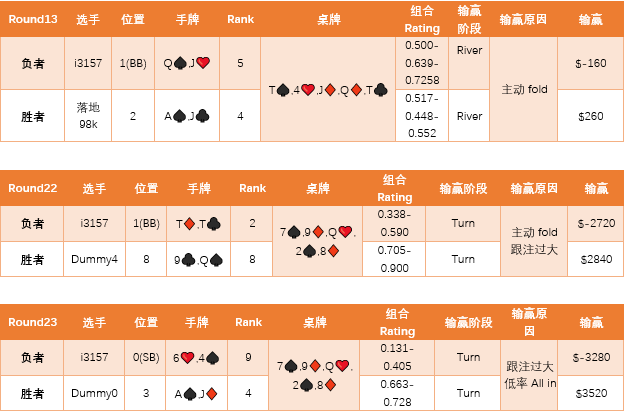 Round13 选手 位置 手牌 Rank 桌牌 组合 Rating 输赢 阶段 输赢原因 输赢
负者 i3157 1(BB) Q♠,J♥ 5 T♠,4♥,J♦,Q♦,T♣ 0.500-0.639-0.7258 River 主动 fold $-160
胜者 落地 98k 2 A♠,J♣ 4 0.517-0.448-0.552 River $260
Round22 选手 位置 手牌 Rank 桌牌 组合 Rating 输赢阶段 输赢原因 输赢
负者 i3157 1(BB) T♦,T♣ 2 7♠,9♦,Q♥,2♠,8♦ 0.338-0.590 Turn 主动 fold 跟注过大 $-2720
胜者 Dummy4 8 9♣,Q♠ 8 0.705-0.900 Turn $2840
Round23 选手 位置 手牌 Rank 桌牌 组合 Rating 输赢阶段 输赢原因 输赢
负者 i3157 0(SB) 6♥,4♠ 9 7♠,9♦,Q♥,2♠,8♦ 0.131-0.405 Turn 跟注过大 低率 All in $-3280
胜者 Dummy0 3 A♠,J♦ 4 0.663-0.728 Turn $3520